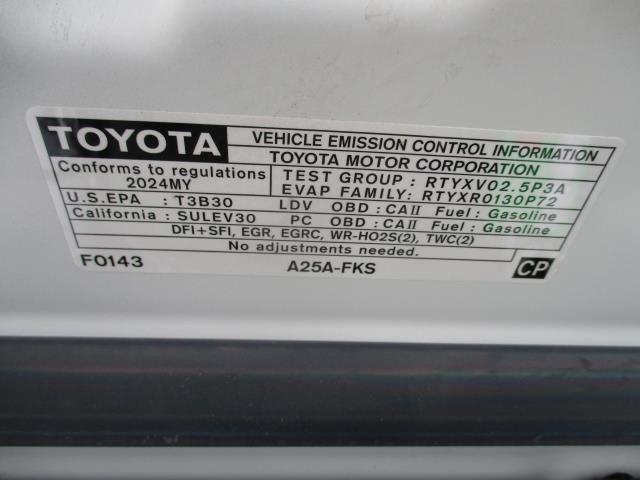 TOYOTA VEHICLE EMISSION CONTROL INFORMATION
TOYOTA MOTOR CORPORATION
Conforms to regulations
2024MY
TEST GROUP : RTYXV02.5P3A
EVAP FAMILY: RTYXR0130P72
U.S.EPA : T3B30 LDV OBD : CAII Fuel : Gasoline
California : SULEV30 PC OBD : CAII Fuel : Gasoline
DFI+SFI, EGR, EGRC, WR-HO2S(2), TWC(2)
No adjustments needed.
F0143 A25A-FKS CP